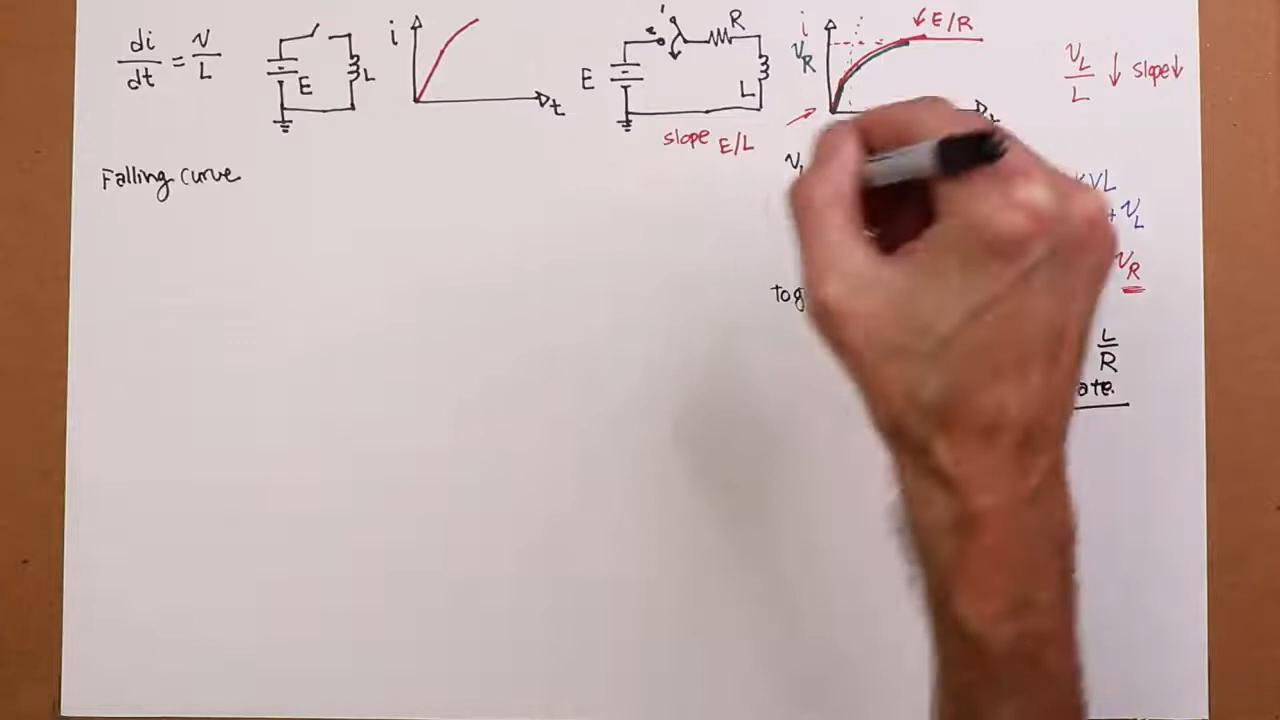 di/dt = v/L
E L
i t
E R L
i
v_R
E/R
slope E/L
v_L/L ↓ slope ↓
Falling curve
KVL
+ v_L
v_R
L/R